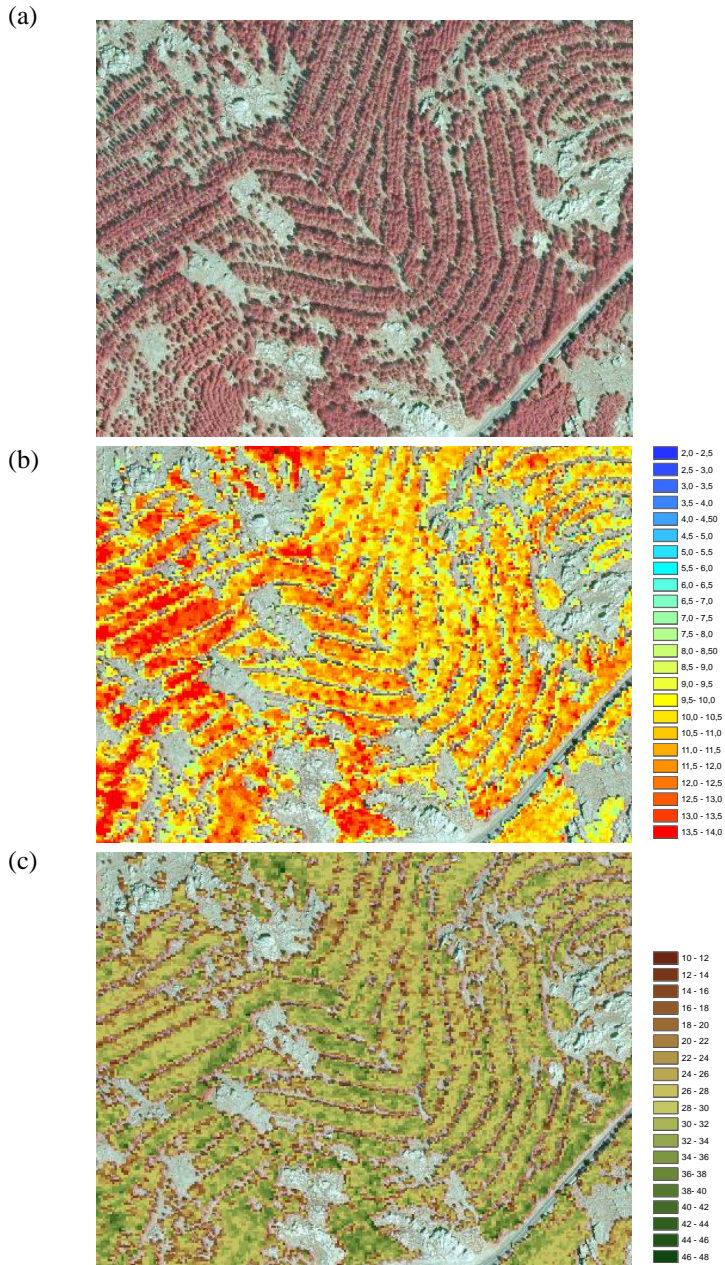 (a)
(b)
2,0 - 2,5
2,5 - 3,0
3,0 - 3,5
3,5 - 4,0
4,0 - 4,50
4,5 - 5,0
5,0 - 5,5
5,5 - 6,0
6,0 - 6,5
6,5 - 7,0
7,0 - 7,5
7,5 - 8,0
8,0 - 8,50
8,5 - 9,0
9,0 - 9,5
9,5- 10,0
10,0 - 10,5
10,5 - 11,0
11,0 - 11,5
11,5 - 12,0
12,0 - 12,5
12,5 - 13,0
13,0 - 13,5
13,5 - 14,0
(c)
10 - 12
12 - 14
14 - 16
16 - 18
18 - 20
20 - 22
22 - 24
24 - 26
26 - 28
28 - 30
30 - 32
32 - 34
34 - 36
36- 38
38- 40
40 - 42
42 - 44
44 - 46
46 - 48